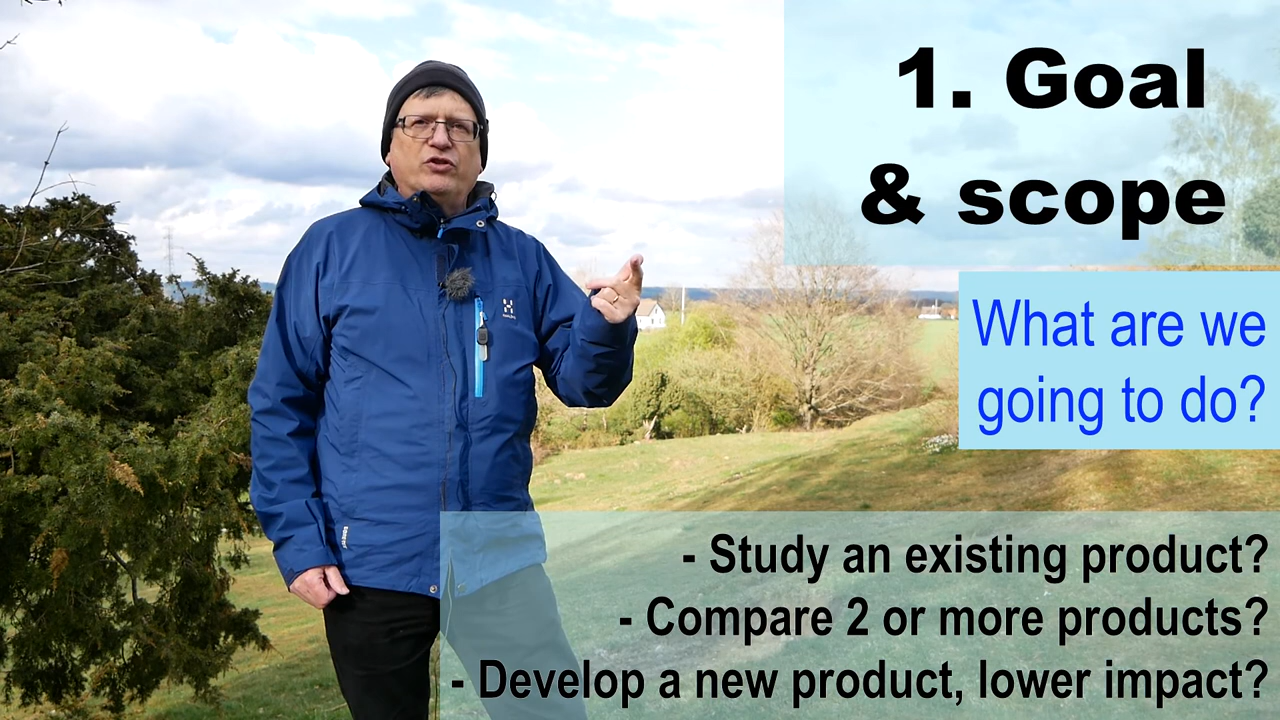 1. Goal
& scope
What are we
going to do?
- Study an existing product?
- Compare 2 or more products?
- Develop a new product, lower impact?